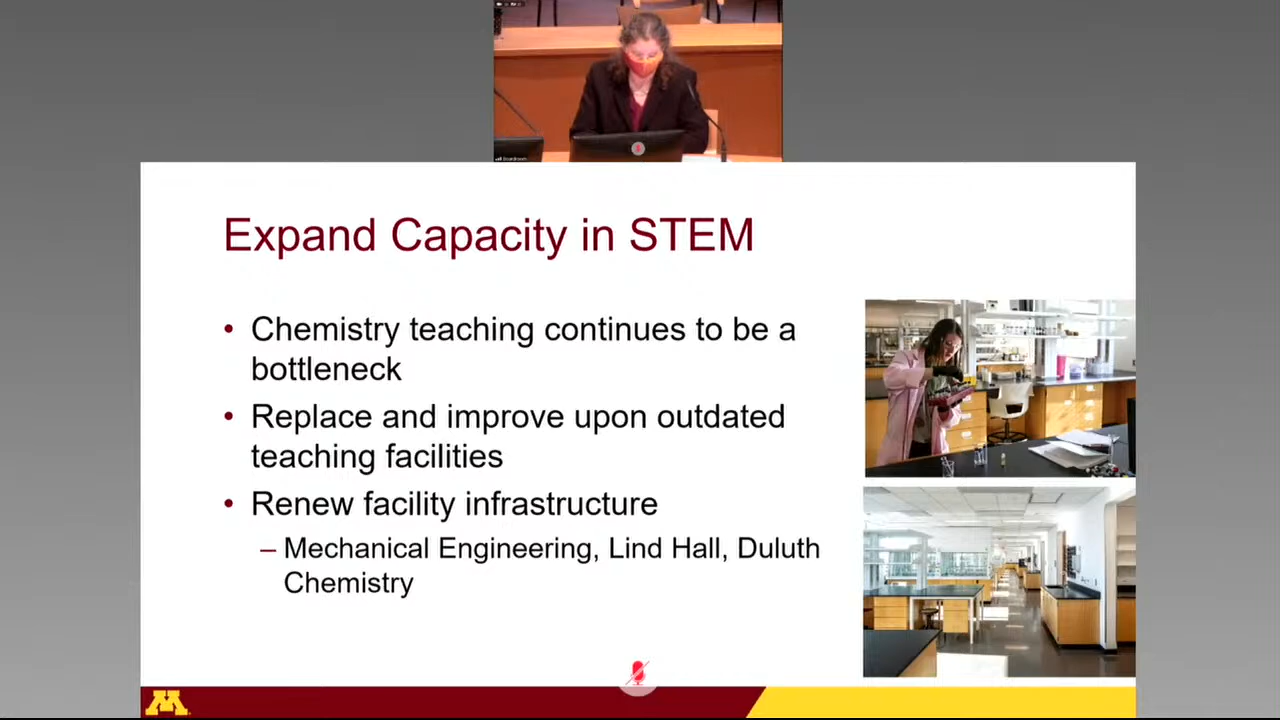 Expand Capacity in STEM
• Chemistry teaching continues to be a
bottleneck
• Replace and improve upon outdated
teaching facilities
• Renew facility infrastructure
– Mechanical Engineering, Lind Hall, Duluth
Chemistry
M